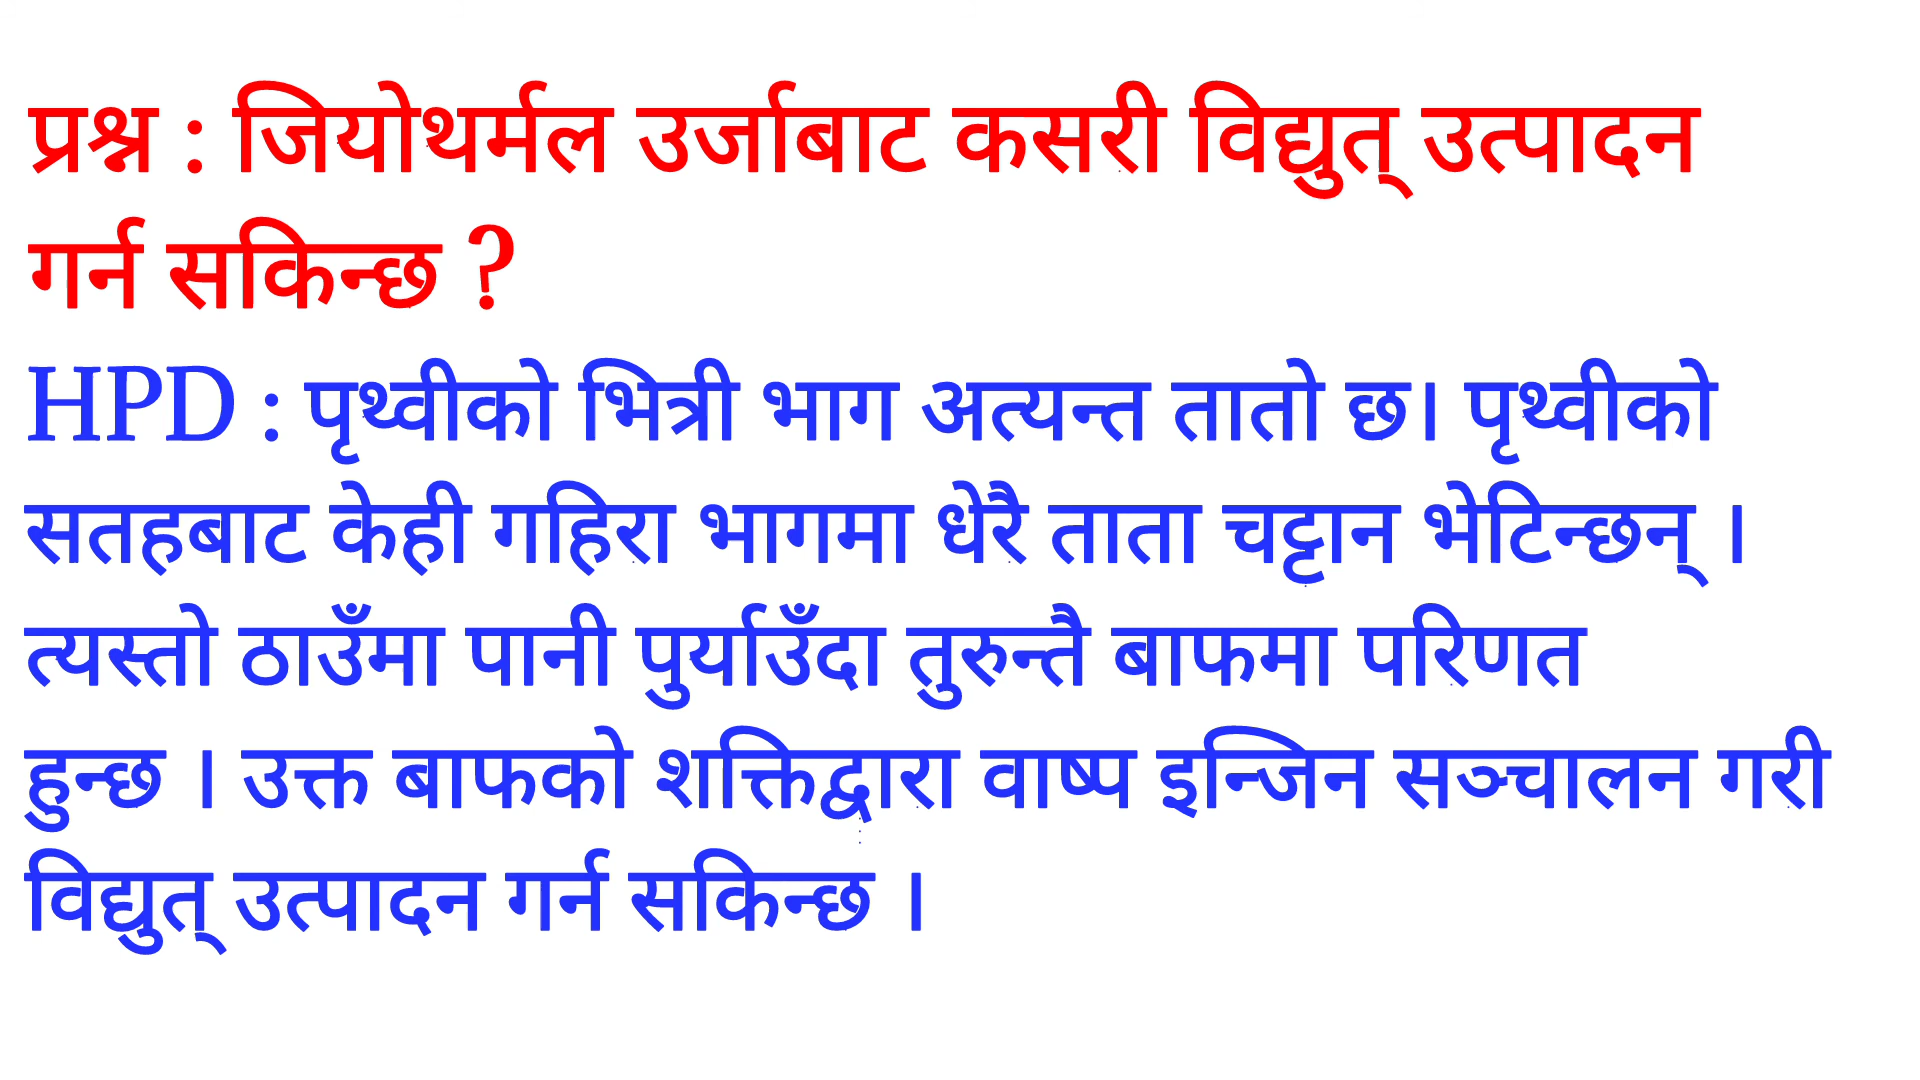 प्रश्न : जियोथर्मल उर्जाबाट कसरी विद्युत् उत्पादन
गर्न सकिन्छ ?
HPD : पृथ्वीको भित्री भाग अत्यन्त तातो छ। पृथ्वीको
सतहबाट केही गहिरा भागमा धेरै ताता चट्टान भेटिन्छन् ।
त्यस्तो ठाउँमा पानी पुर्याउँदा तुरुन्तै बाफमा परिणत
हुन्छ । उक्त बाफको शक्तिद्वारा वाष्प इन्जिन सञ्चालन गरी
विद्युत् उत्पादन गर्न सकिन्छ ।